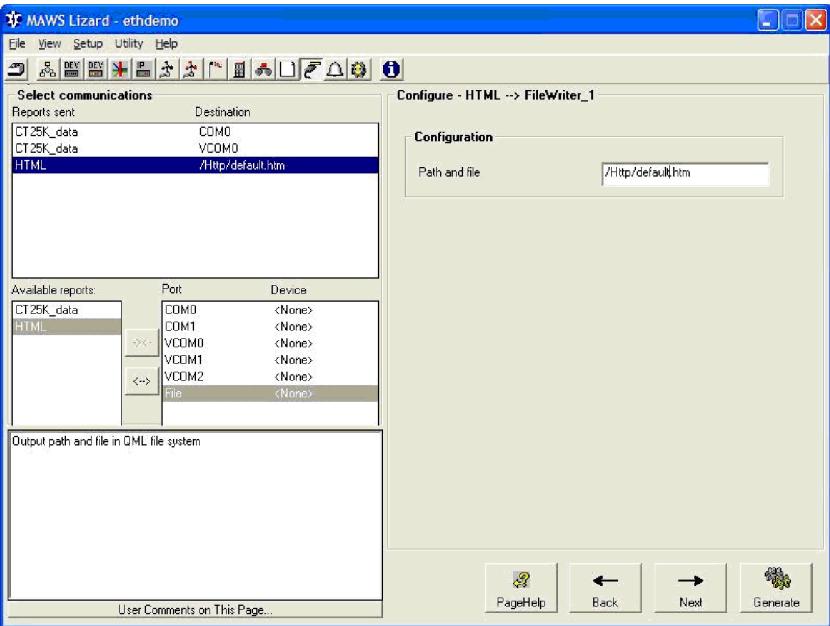 MAWS Lizard - ethdemo
File View Setup Utility Help
DEV DEV IP
Select communications
Reports sent Destination
CT25K_data COM0
CT25K_data VCOM0
HTML /Http/default.htm
Available reports: Port Device
CT25K_data COM0 <None>
HTML COM1 <None>
VCOM0 <None>
->< VCOM1 <None>
<--> VCOM2 <None>
File <None>
Output path and file in QML file system
User Comments on This Page...
Configure - HTML --> FileWriter_1
Configuration
Path and file /Http/default.htm
PageHelp Back Next Generate